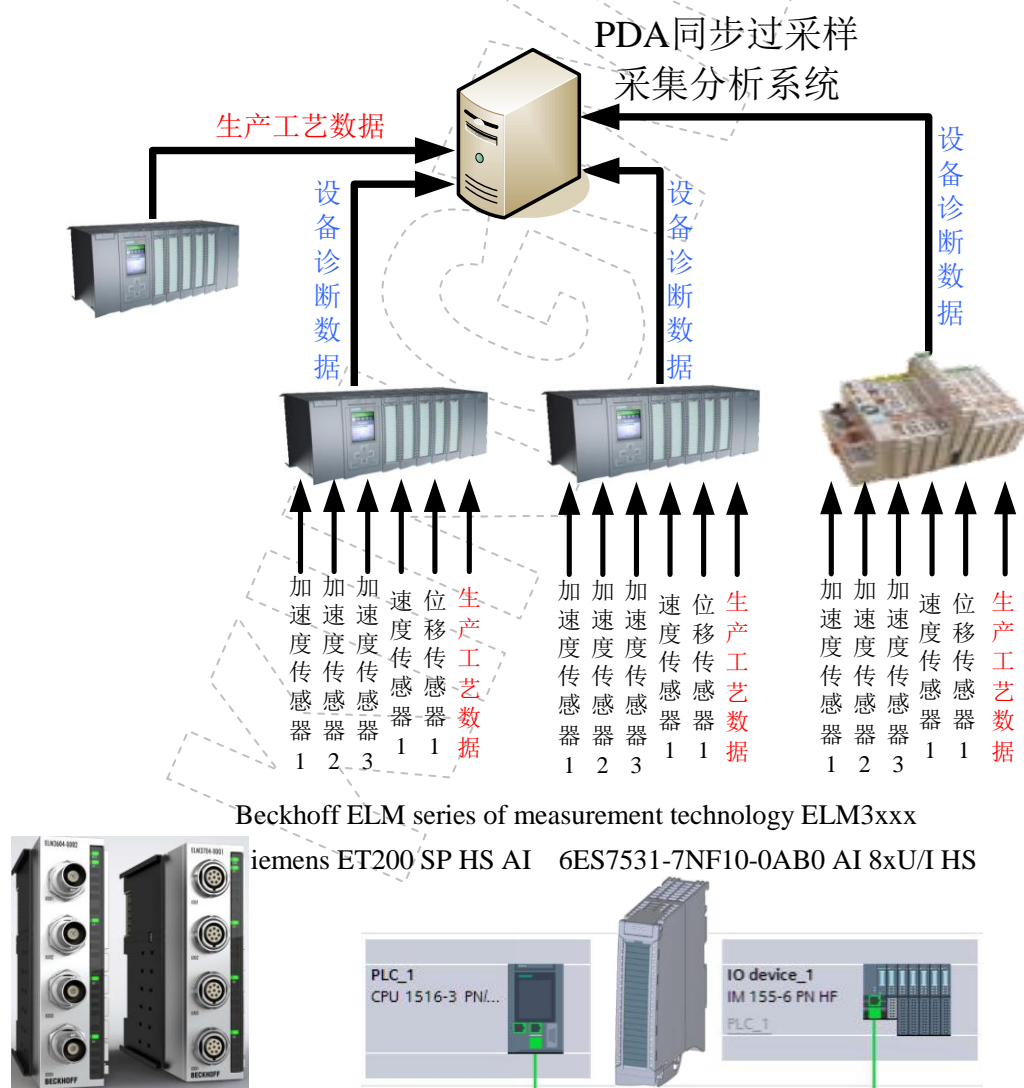 PDA同步过采样
采集分析系统
生产工艺数据
设备诊断数据
设备诊断数据
设备诊断数据
加速度传感器1
加速度传感器2
加速度传感器3
速度传感器1
位移传感器1
生产工艺数据
加速度传感器1
加速度传感器2
加速度传感器3
速度传感器1
位移传感器1
生产工艺数据
加速度传感器1
加速度传感器2
加速度传感器3
速度传感器1
位移传感器1
生产工艺数据
Beckhoff ELM series of measurement technology ELM3xxx
iemens ET200 SP HS AI 6ES7531-7NF10-0AB0 AI 8xU/I HS
ELM3604-0002
ELM3704-0001
BECKHOFF
BECKHOFF
PLC_1
CPU 1516-3 PN/...
IO device_1
IM 155-6 PN HF
PLC_1